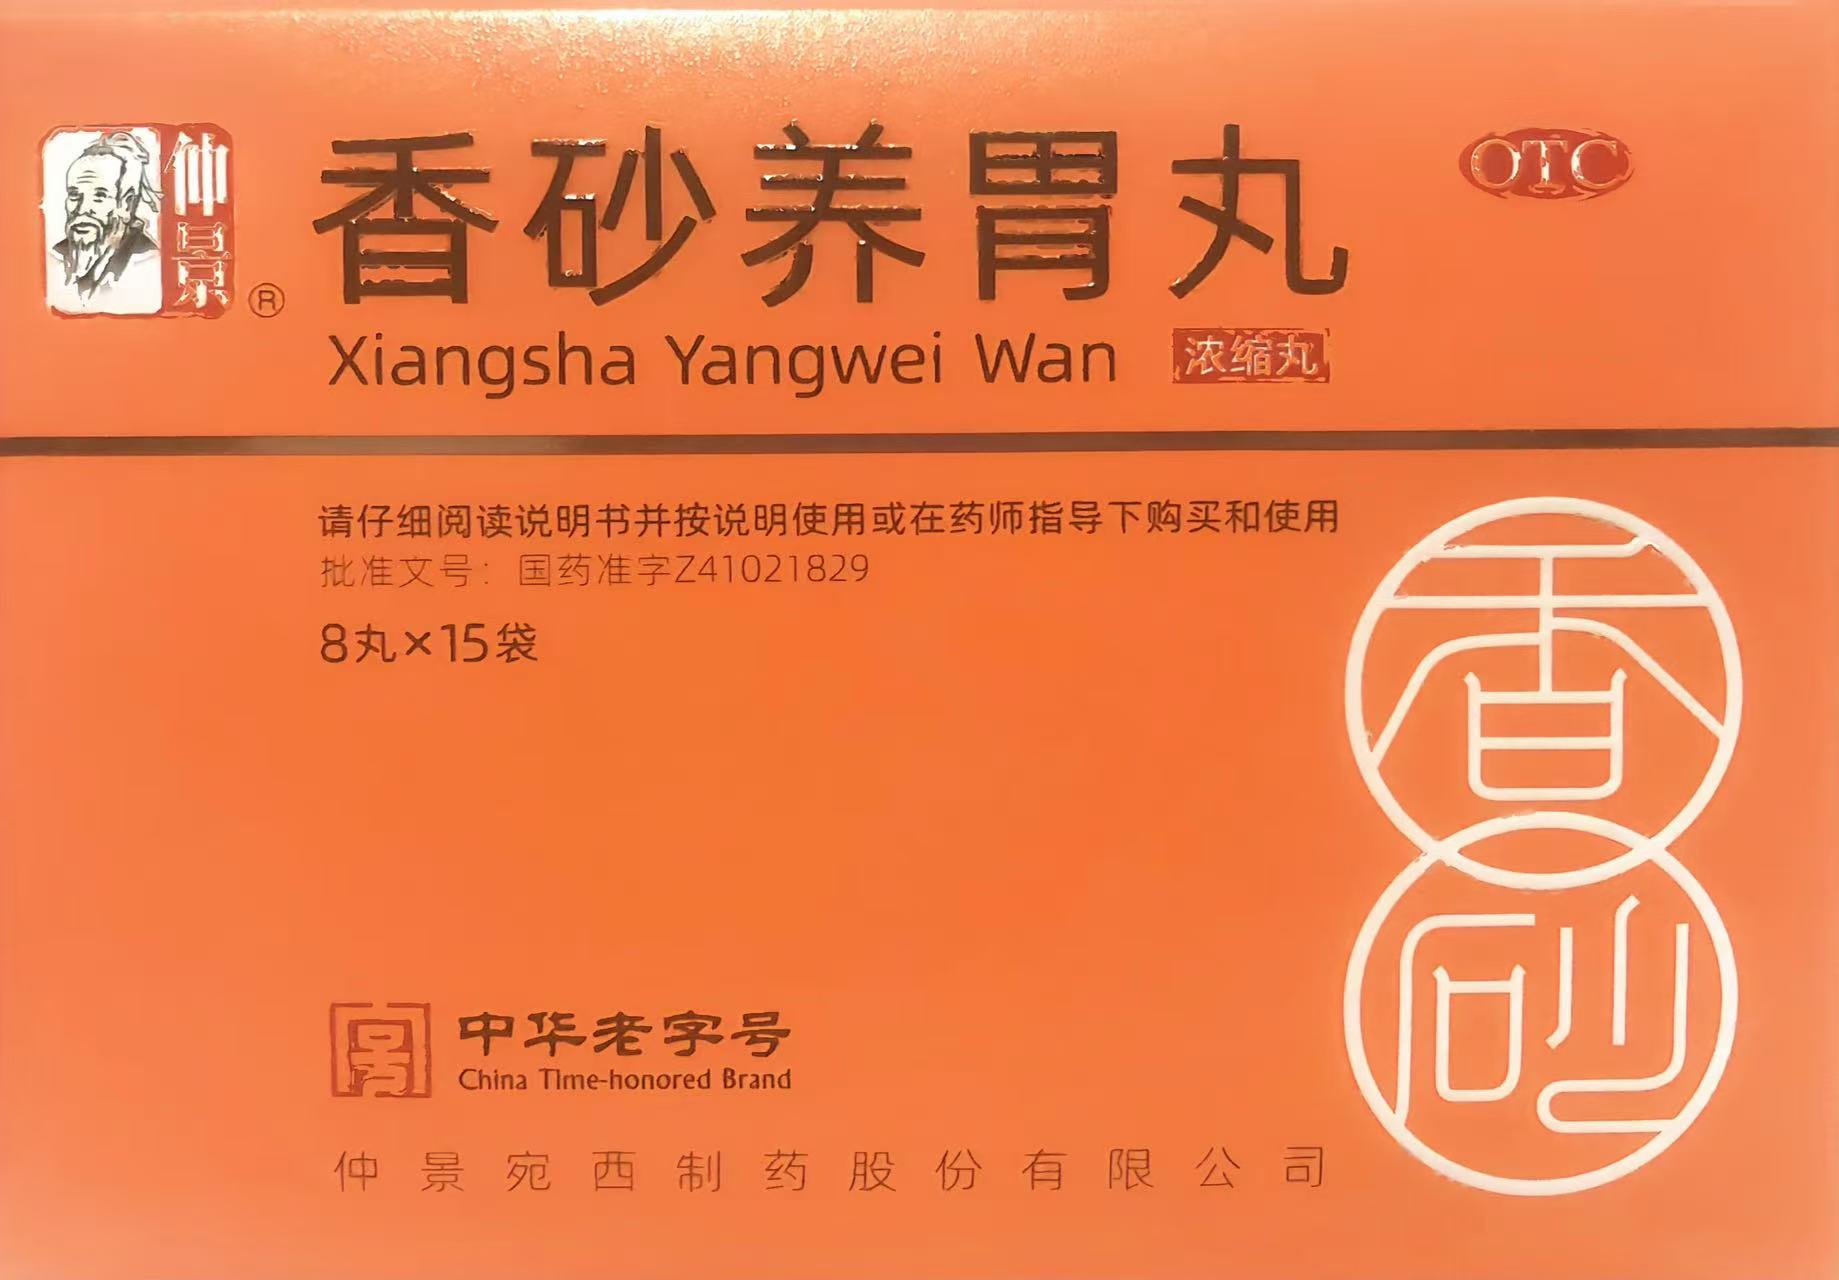 仲景
®
香砂养胃丸
OTC
Xiangsha Yangwei Wan
浓缩丸
请仔细阅读说明书并按说明使用或在药师指导下购买和使用
批准文号：国药准字Z41021829
8丸×15袋
香
砂
中华老字号
China Time-honored Brand
仲景宛西制药股份有限公司